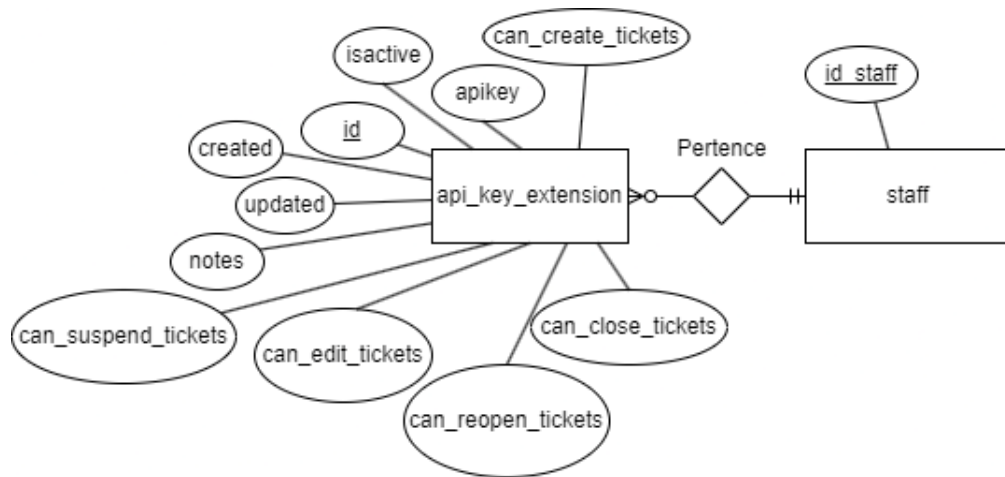 can_create_tickets
isactive
id_staff
apikey
id
created
Pertence
api_key_extension
staff
updated
notes
can_suspend_tickets
can_close_tickets
can_edit_tickets
can_reopen_tickets